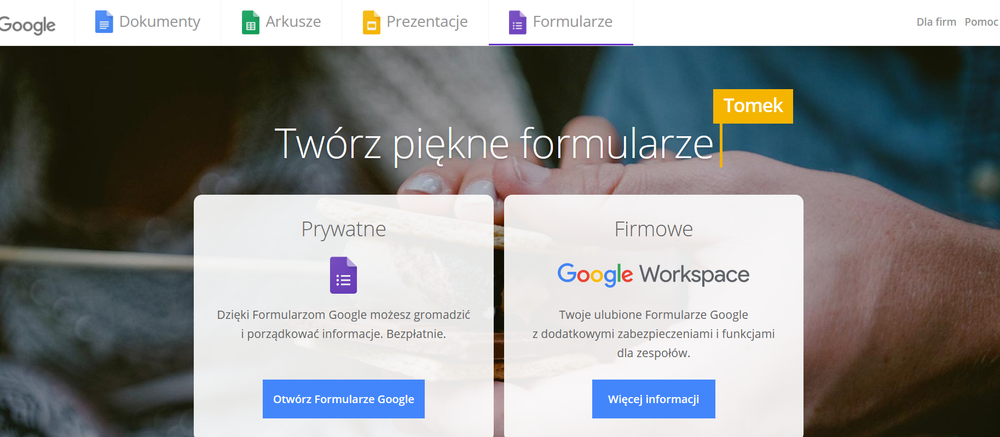 Google
Dokumenty
Arkusze
Prezentacje
Formularze
Dla firm
Pomoc
Tomek
Twórz piękne formularze
Prywatne
Dzięki Formularzom Google możesz gromadzić
i porządkować informacje. Bezpłatnie.
Otwórz Formularze Google
Firmowe
Google Workspace
Twoje ulubione Formularze Google
z dodatkowymi zabezpieczeniami i funkcjami
dla zespołów.
Więcej informacji